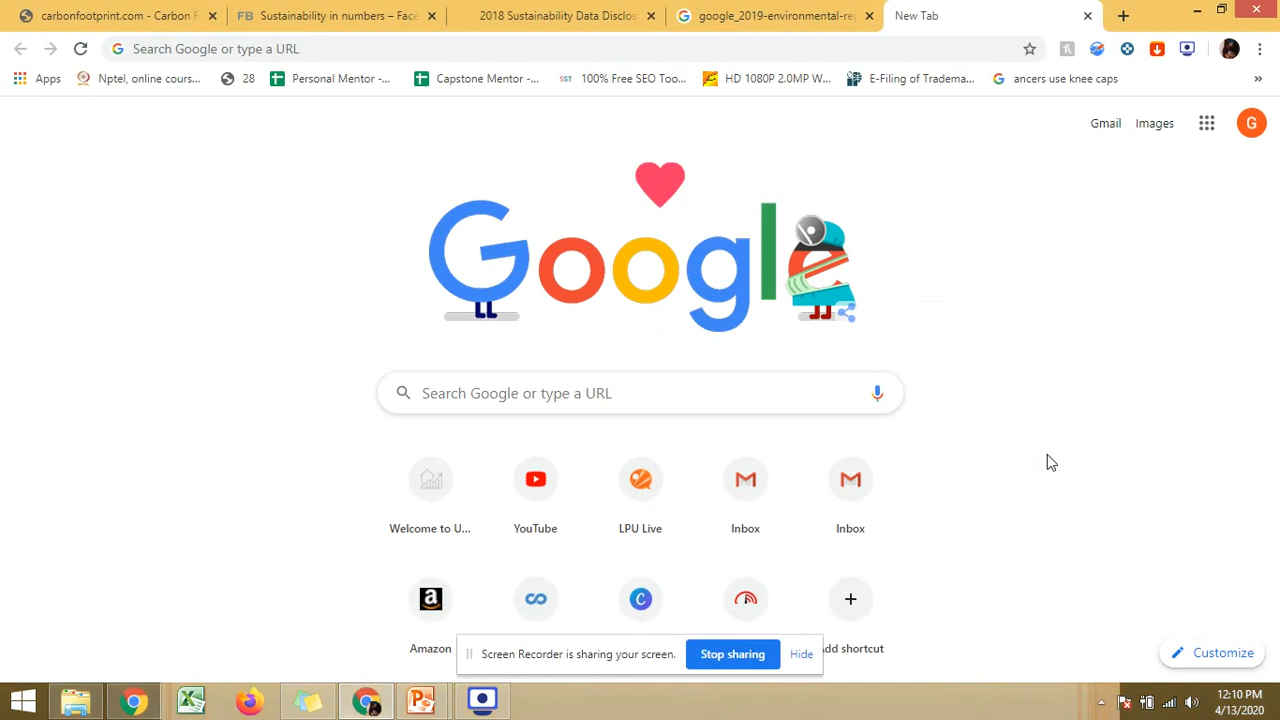 carbonfootprint.com - Carbon F
FB Sustainability in numbers – Face
2018 Sustainability Data Disclos
google_2019-environmental-rep
New Tab
Search Google or type a URL
Apps
Nptel, online cours...
28
Personal Mentor -...
Capstone Mentor -...
SST 100% Free SEO Too...
HD 1080P 2.0MP W...
E-Filing of Tradema...
ancers use knee caps
»
Gmail
Images
G
Google
Search Google or type a URL
Welcome to U...
YouTube
LPU Live
Inbox
Inbox
Amazon
Add shortcut
Screen Recorder is sharing your screen.
Stop sharing
Hide
Customize
12:10 PM
4/13/2020